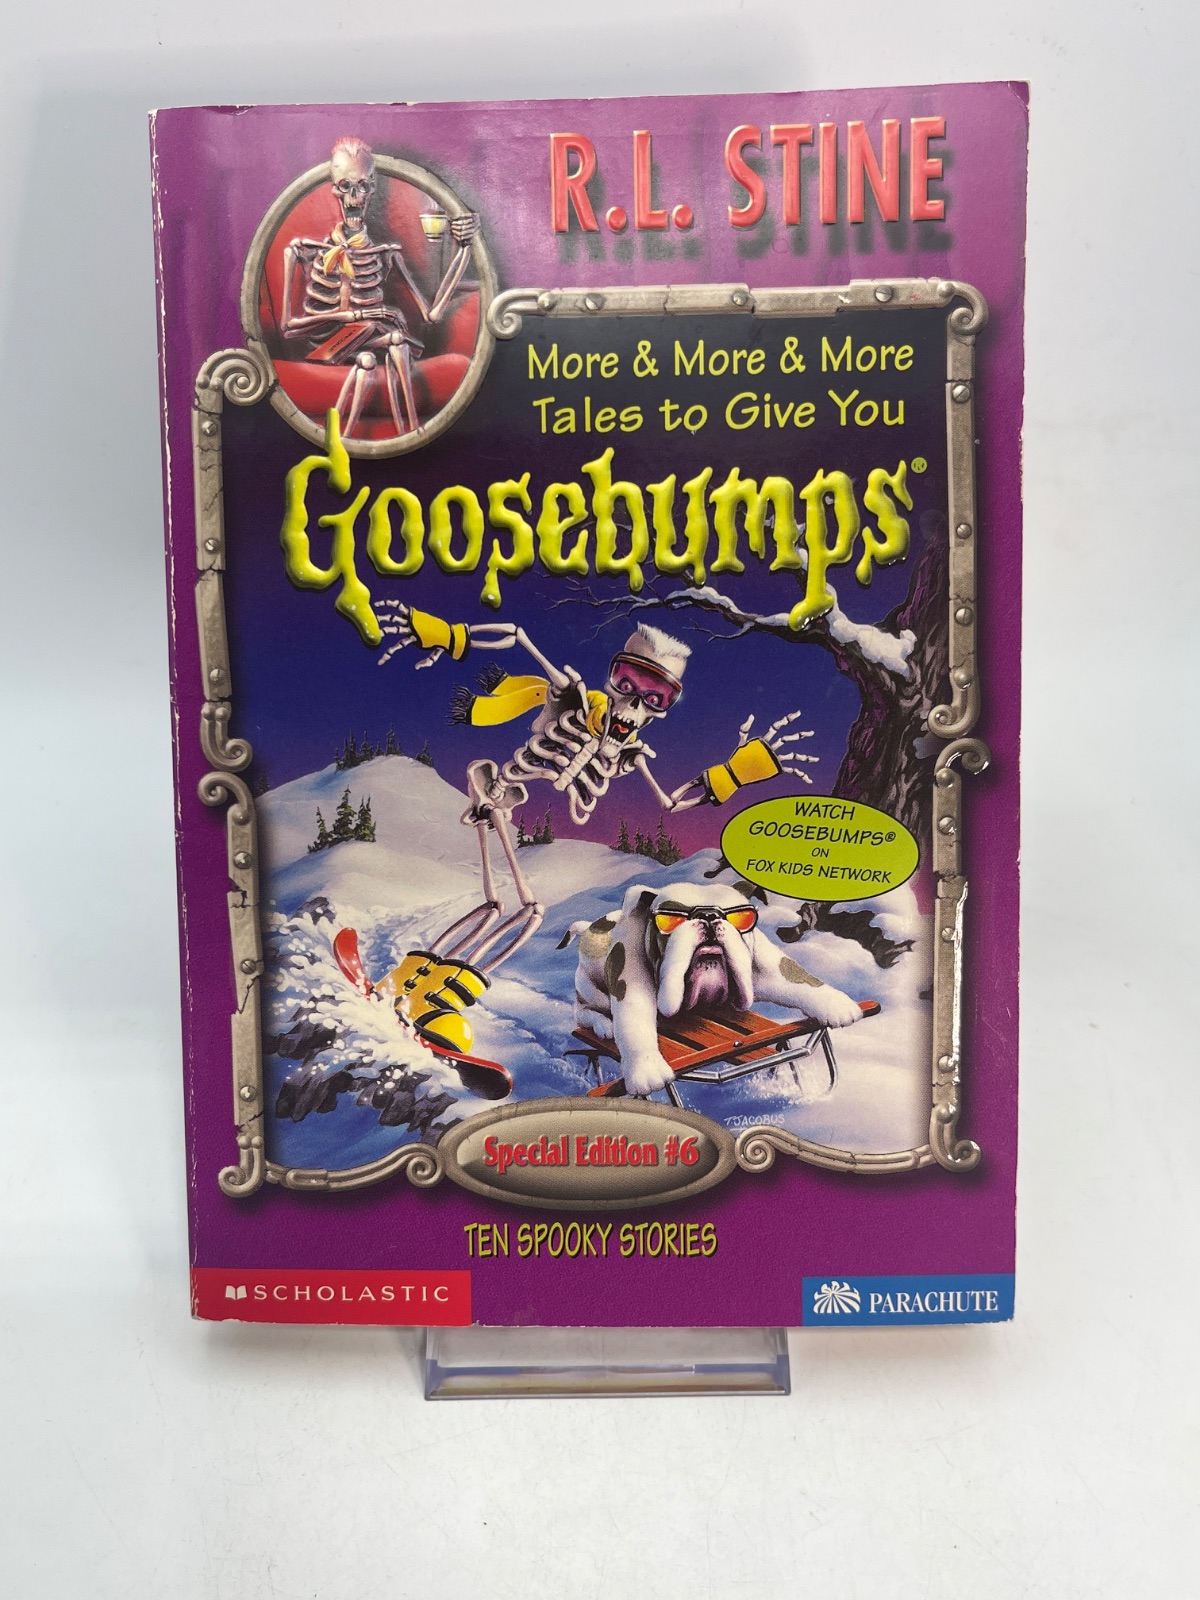 R.L. STINE
More & More & More
Tales to Give You
Goosebumps®
WATCH
GOOSEBUMPS®
ON
FOX KIDS NETWORK
TJACOBUS
Special Edition #6
TEN SPOOKY STORIES
SCHOLASTIC
PARACHUTE